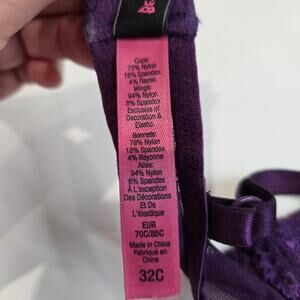 Cups:
78% Nylon
18% Spandex
4% Rayon
Wings:
94% Nylon
6% Spandex
Exclusive of
Decoration &
Elastic
Bonnets:
78% Nylon
18% Spandex
4% Rayonne
Ailes:
94% Nylon
6% Spandex
À L'exception
Des Décorations
Et De
L'élastique
EUR
70C/85C
Made in China
Fabriqué en
Chine
32C